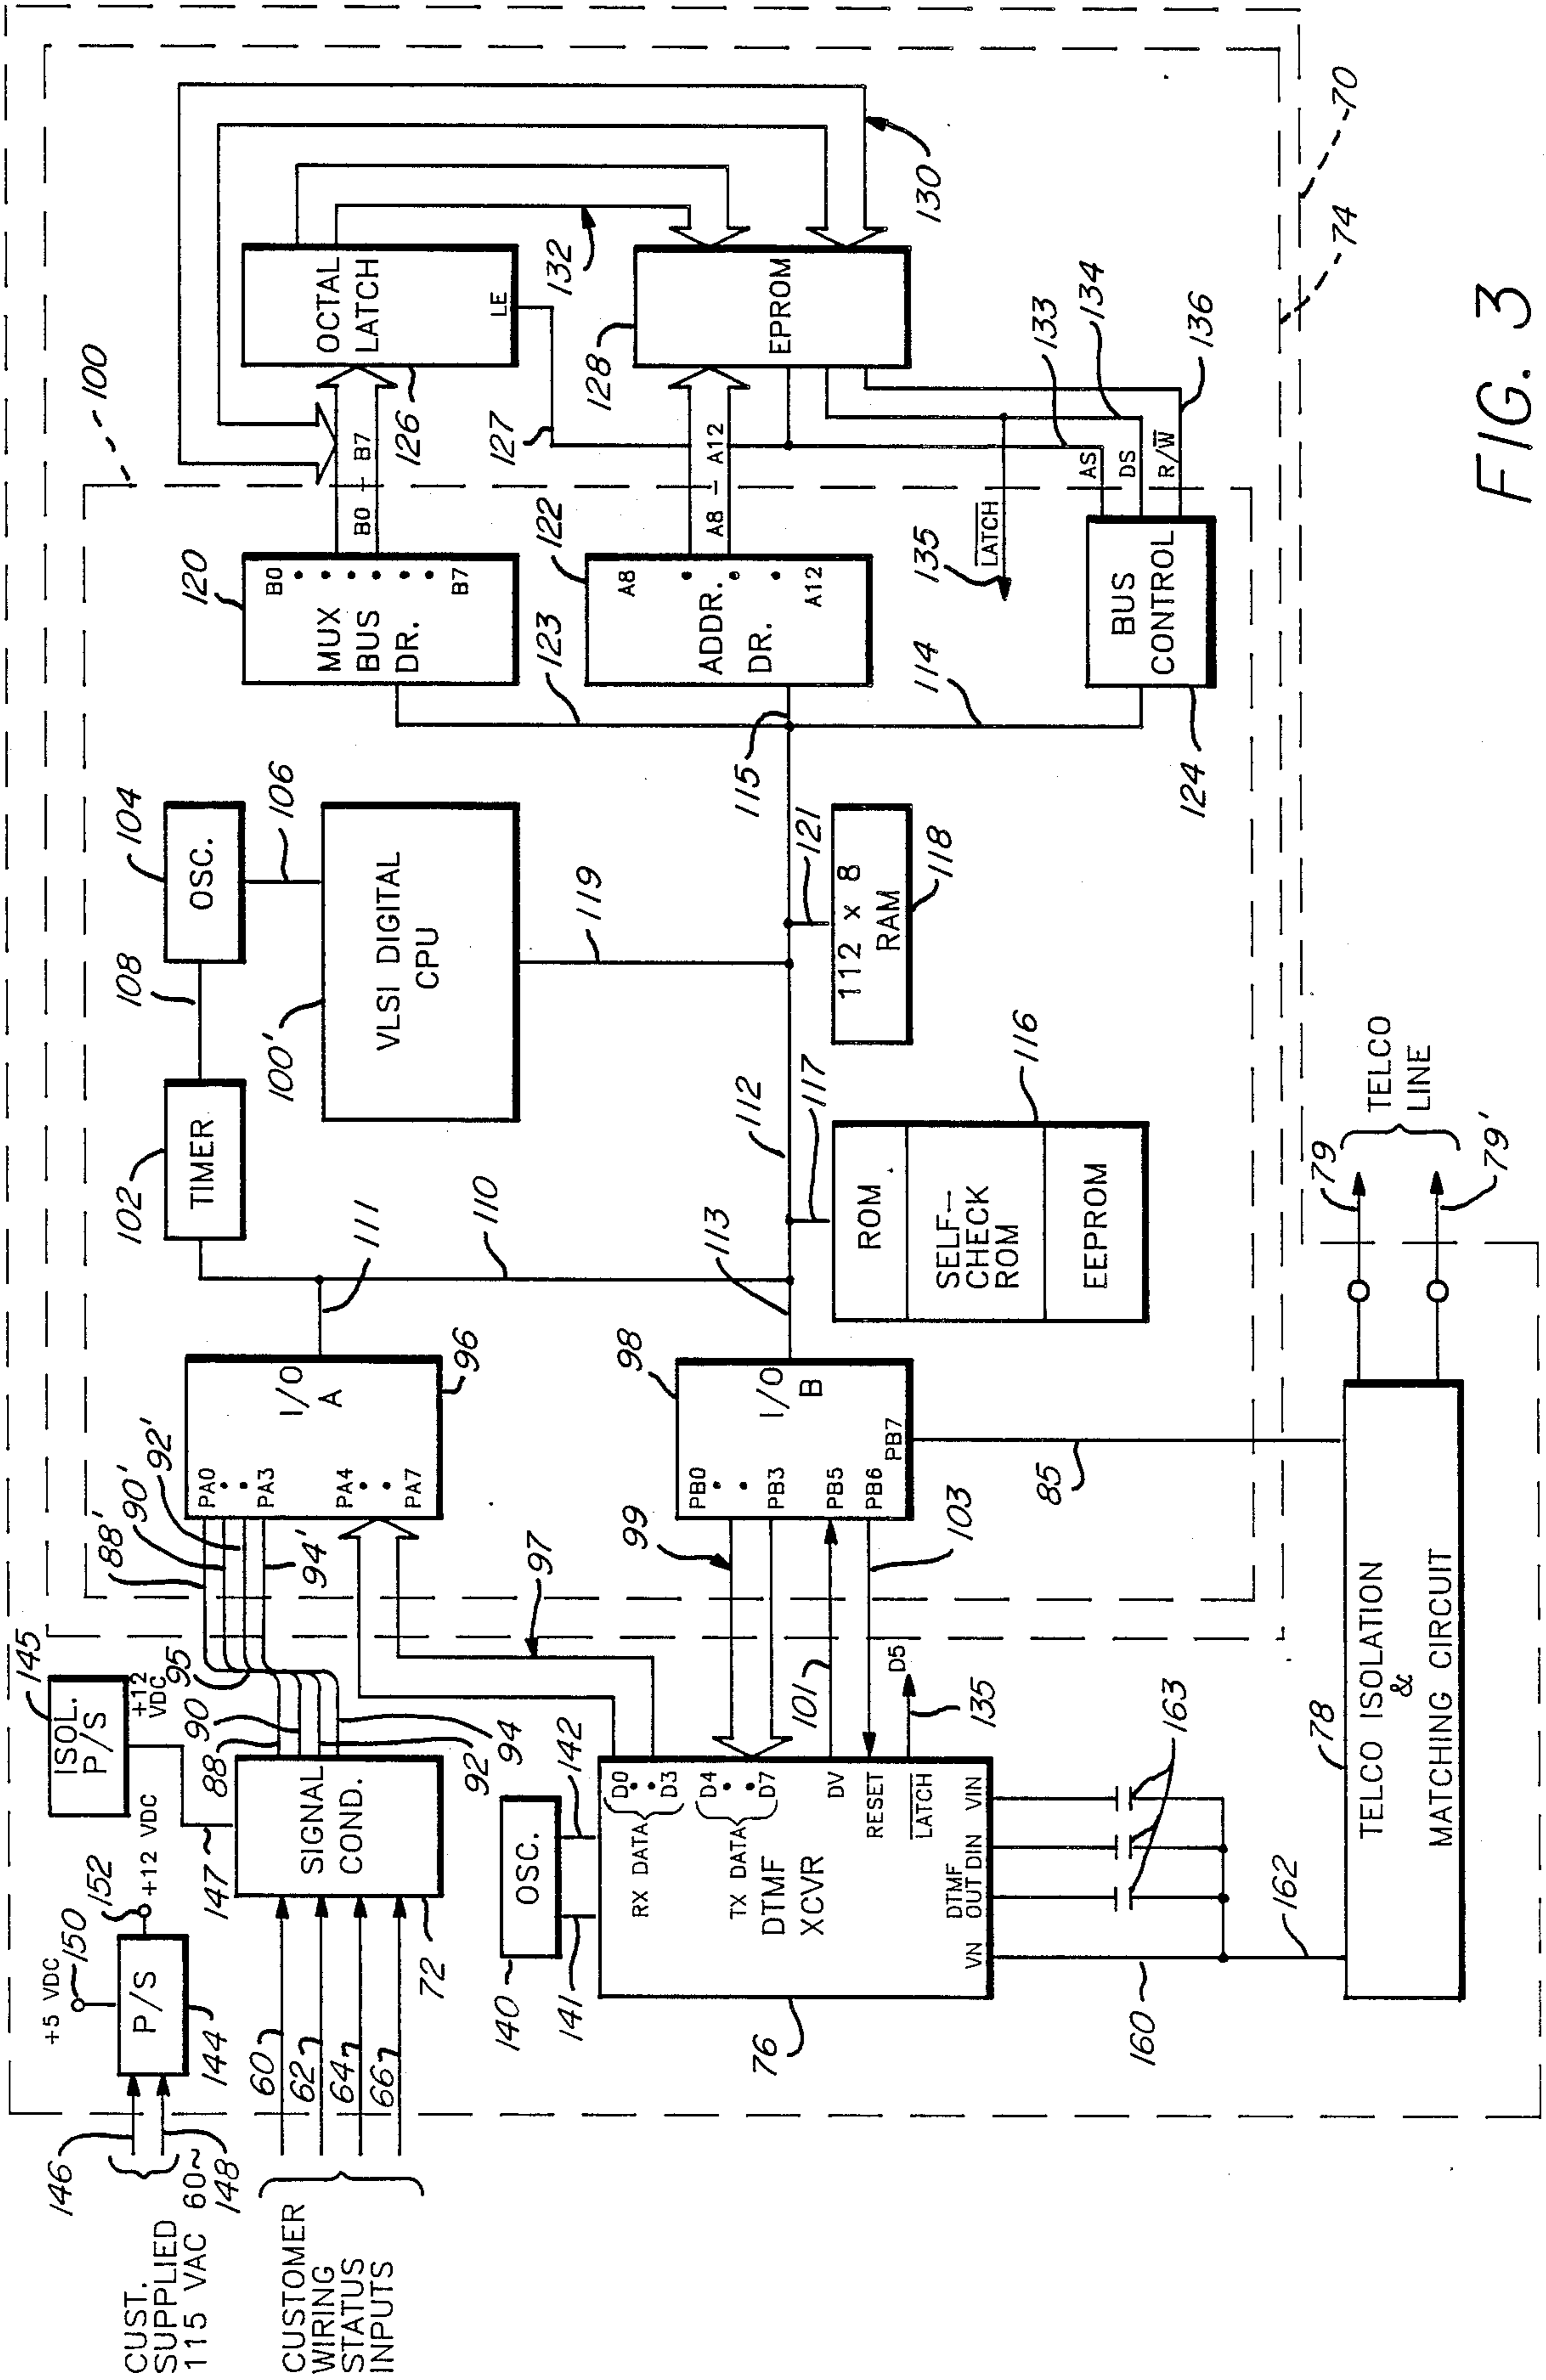 CUST.
SUPPLIED
115 VAC 60~
146
148
CUSTOMER
WIRING
STATUS
INPUTS
60
62
64
66
+5 VDC
150
152
+12 VDC
P/S
144
ISOL.
P/S
145
+12
VDC
147
SIGNAL
COND.
72
88
90
92
94
95
88'
90'
92'
94'
PA0
PA3
PA4
PA7
I/O
A
96
97
OSC.
140
141
142
RX DATA
D0
D3
TX DATA
D4
D7
DTMF
XCVR
76
DV
RESET
LATCH
D5
135
VN
DTMF
OUT
DIN
VIN
160
162
163
99
101
103
PB0
PB3
PB5
PB6
PB7
I/O
B
98
85
TELCO ISOLATION
&
MATCHING CIRCUIT
78
79
79'
TELCO
LINE
TIMER
102
108
OSC.
104
106
VLSI DIGITAL
CPU
100'
119
111
110
113
112
117
ROM
SELF-
CHECK
ROM
EEPROM
116
112 x 8
RAM
118
121
115
123
114
MUX
BUS
DR.
B0
B7
120
ADDR.
DR.
A8
A12
122
BUS
CONTROL
124
AS
DS
R/W
LATCH
135
100
B0 - B7
A8 - A12
OCTAL
LATCH
LE
126
127
EPROM
128
130
132
133
134
136
74
70
FIG. 3